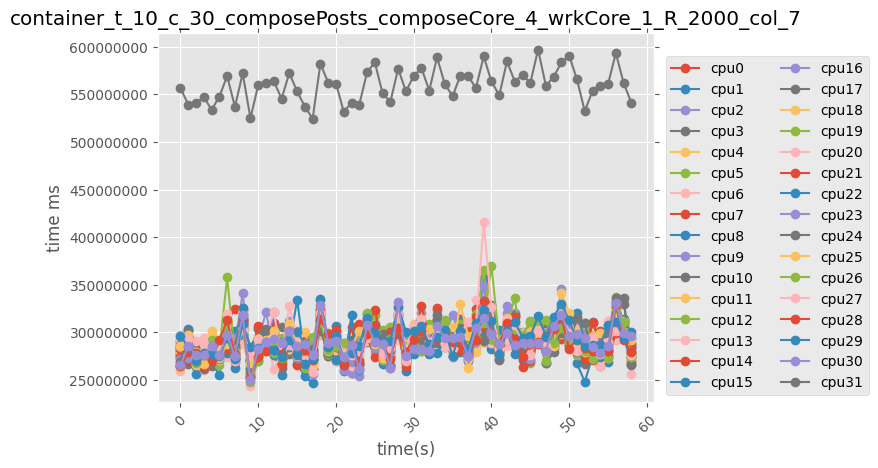 container_t_10_c_30_composePosts_composeCore_4_wrkCore_1_R_2000_col_7
600000000
550000000
500000000
450000000
400000000
350000000
300000000
250000000
time ms
0
10
20
30
40
50
60
time(s)
cpu0
cpu1
cpu2
cpu3
cpu4
cpu5
cpu6
cpu7
cpu8
cpu9
cpu10
cpu11
cpu12
cpu13
cpu14
cpu15
cpu16
cpu17
cpu18
cpu19
cpu20
cpu21
cpu22
cpu23
cpu24
cpu25
cpu26
cpu27
cpu28
cpu29
cpu30
cpu31